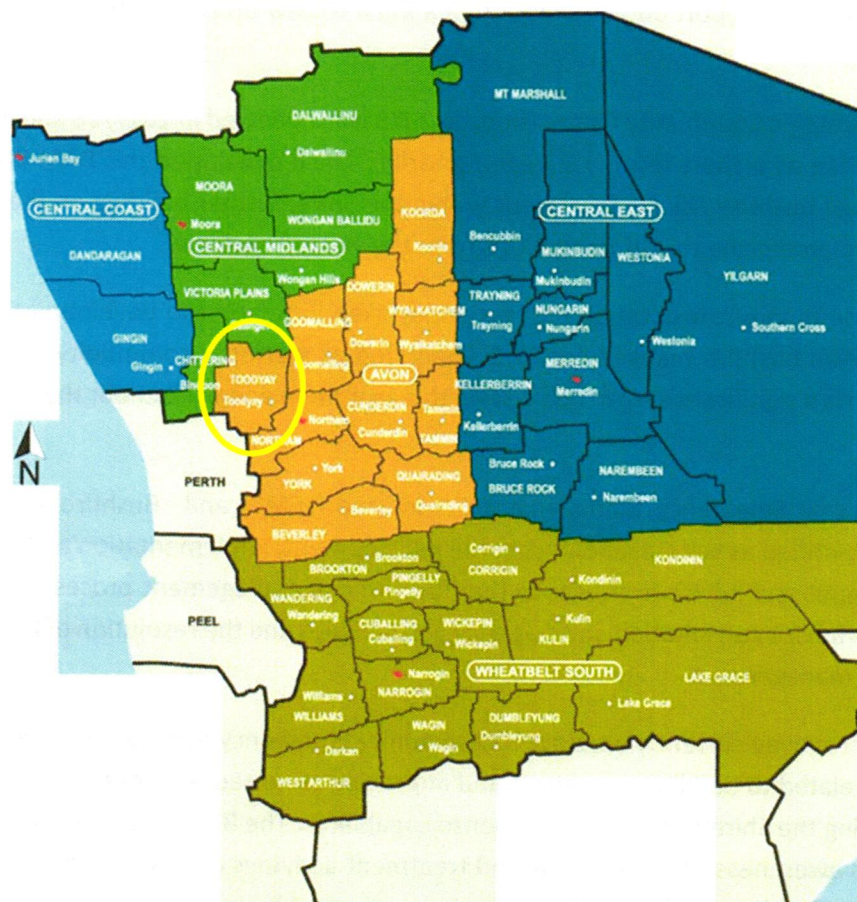 MT MARSHALL
DALWALLINU
Dalwallinu
Jurien Bay
MOORA
Moora
CENTRAL COAST
WONGAN BALLIDU
KOORDA
Koorda
CENTRAL EAST
Bencubbin
CENTRAL MIDLANDS
DANDARAGAN
Wongan Hills
DOWERIN
MUKINBUDIN
Mukinbudin
WESTONIA
YILGARN
VICTORIA PLAINS
GOOMALLING
WYALKATCHEM
TRAYNING
Trayning
NUNGARIN
Nungarin
Southern Cross
GINGIN
Gingin
CHITTERING
Dowerin
Wyalkatchem
Westonia
Goomalling
TOODYAY
Toodyay
AVON
KELLERBERRIN
Kellerberrin
MERREDIN
Merredin
CUNDERDIN
Cunderdin
Tammin
TAMMIN
Northam
NORTHAM
N
PERTH
York
YORK
QUAIRADING
Quairading
Bruce Rock
BRUCE ROCK
NAREMBEEN
Narembeen
Beverley
BEVERLEY
Brookton
BROOKTON
Corrigin
CORRIGIN
KONDININ
Kondinin
PINGELLY
Pingelly
WANDERING
Wandering
PEEL
CUBALLING
Cuballing
WICKEPIN
Wickepin
Kulin
KULIN
Narrogin
NARROGIN
WHEATBELT SOUTH
LAKE GRACE
Lake Grace
Williams
WILLIAMS
WAGIN
Wagin
DUMBLEYUNG
Dumbleyung
Darkan
WEST ARTHUR